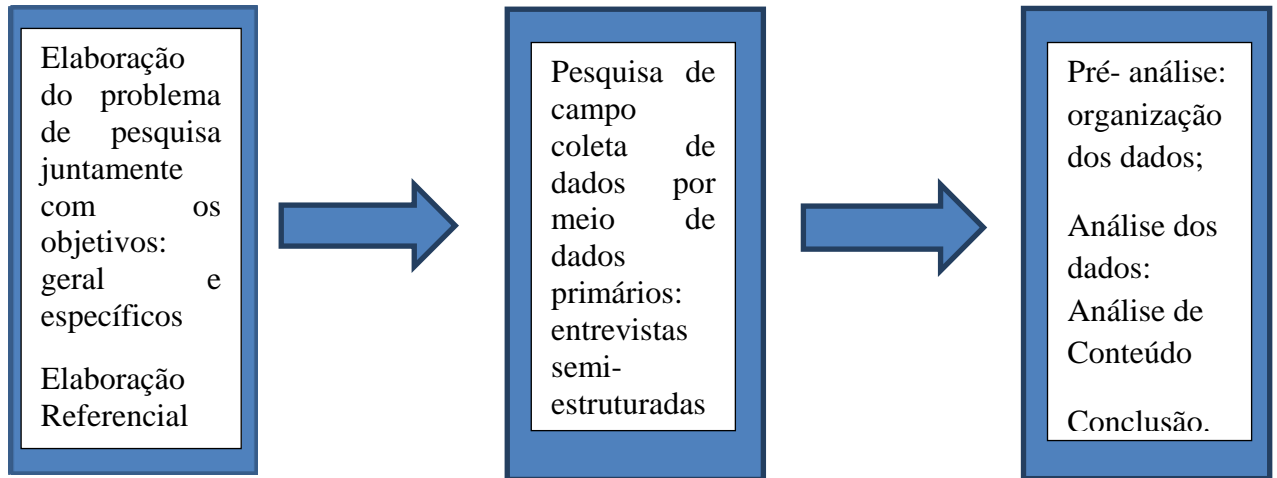 Elaboração
do problema
de pesquisa
juntamente
com os
objetivos:
geral e
específicos
Elaboração
Referencial
Pesquisa de
campo
coleta de
dados por
meio de
dados
primários:
entrevistas
semi-
estruturadas
Pré- análise:
organização
dos dados;
Análise dos
dados:
Análise de
Conteúdo
Conclusão.